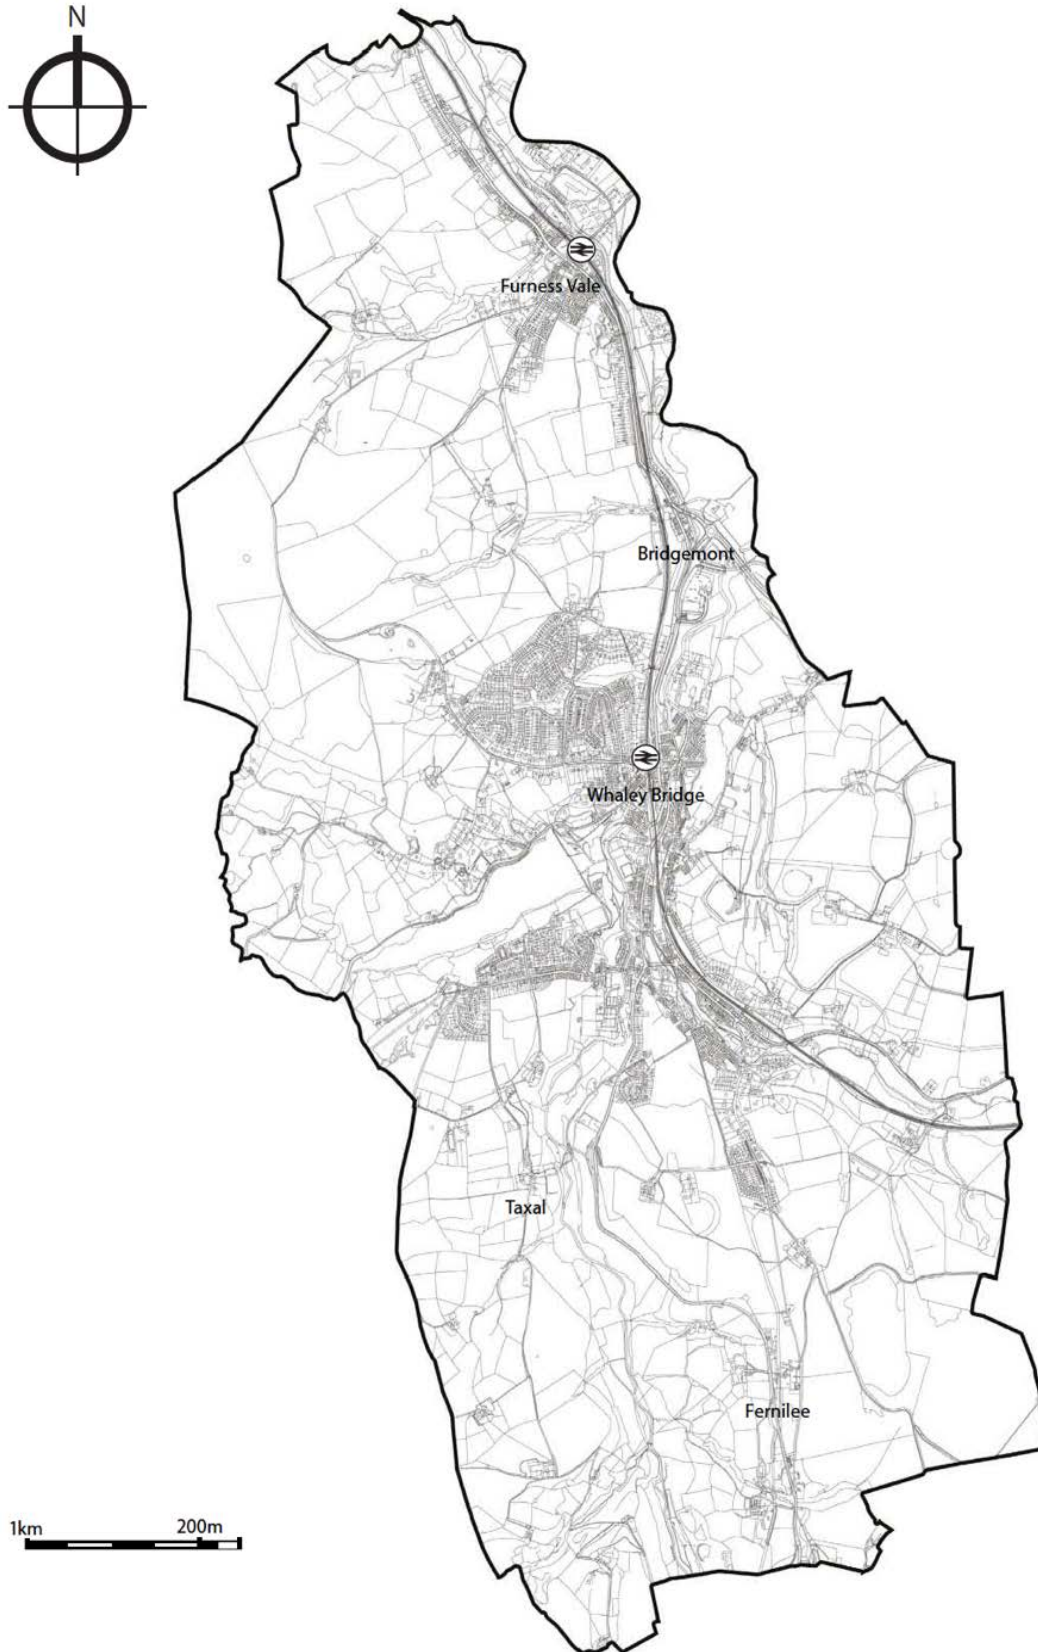 N
Furness Vale
Bridgemont
Whaley Bridge
Taxal
Fernilee
1km 200m